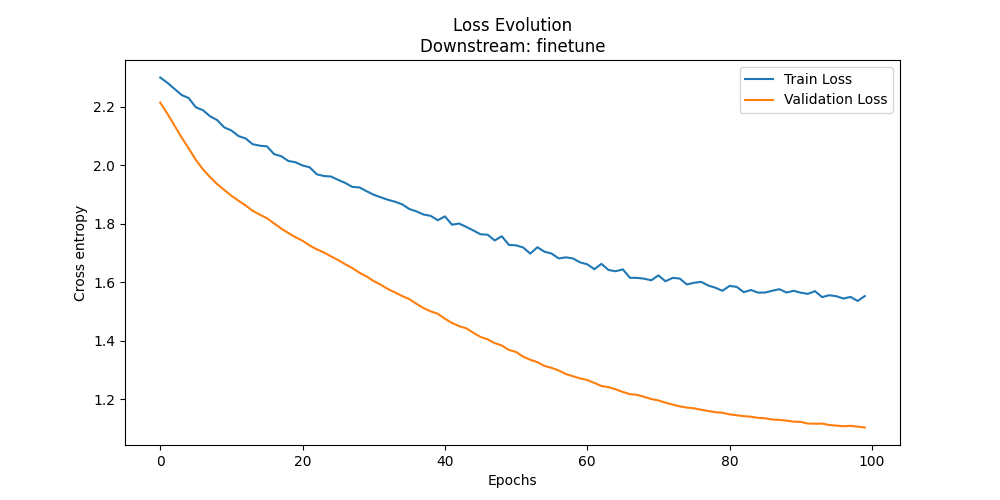 Loss Evolution
Downstream: finetune
Train Loss
Validation Loss
Cross entropy
2.2
2.0
1.8
1.6
1.4
1.2
0
20
40
60
80
100
Epochs